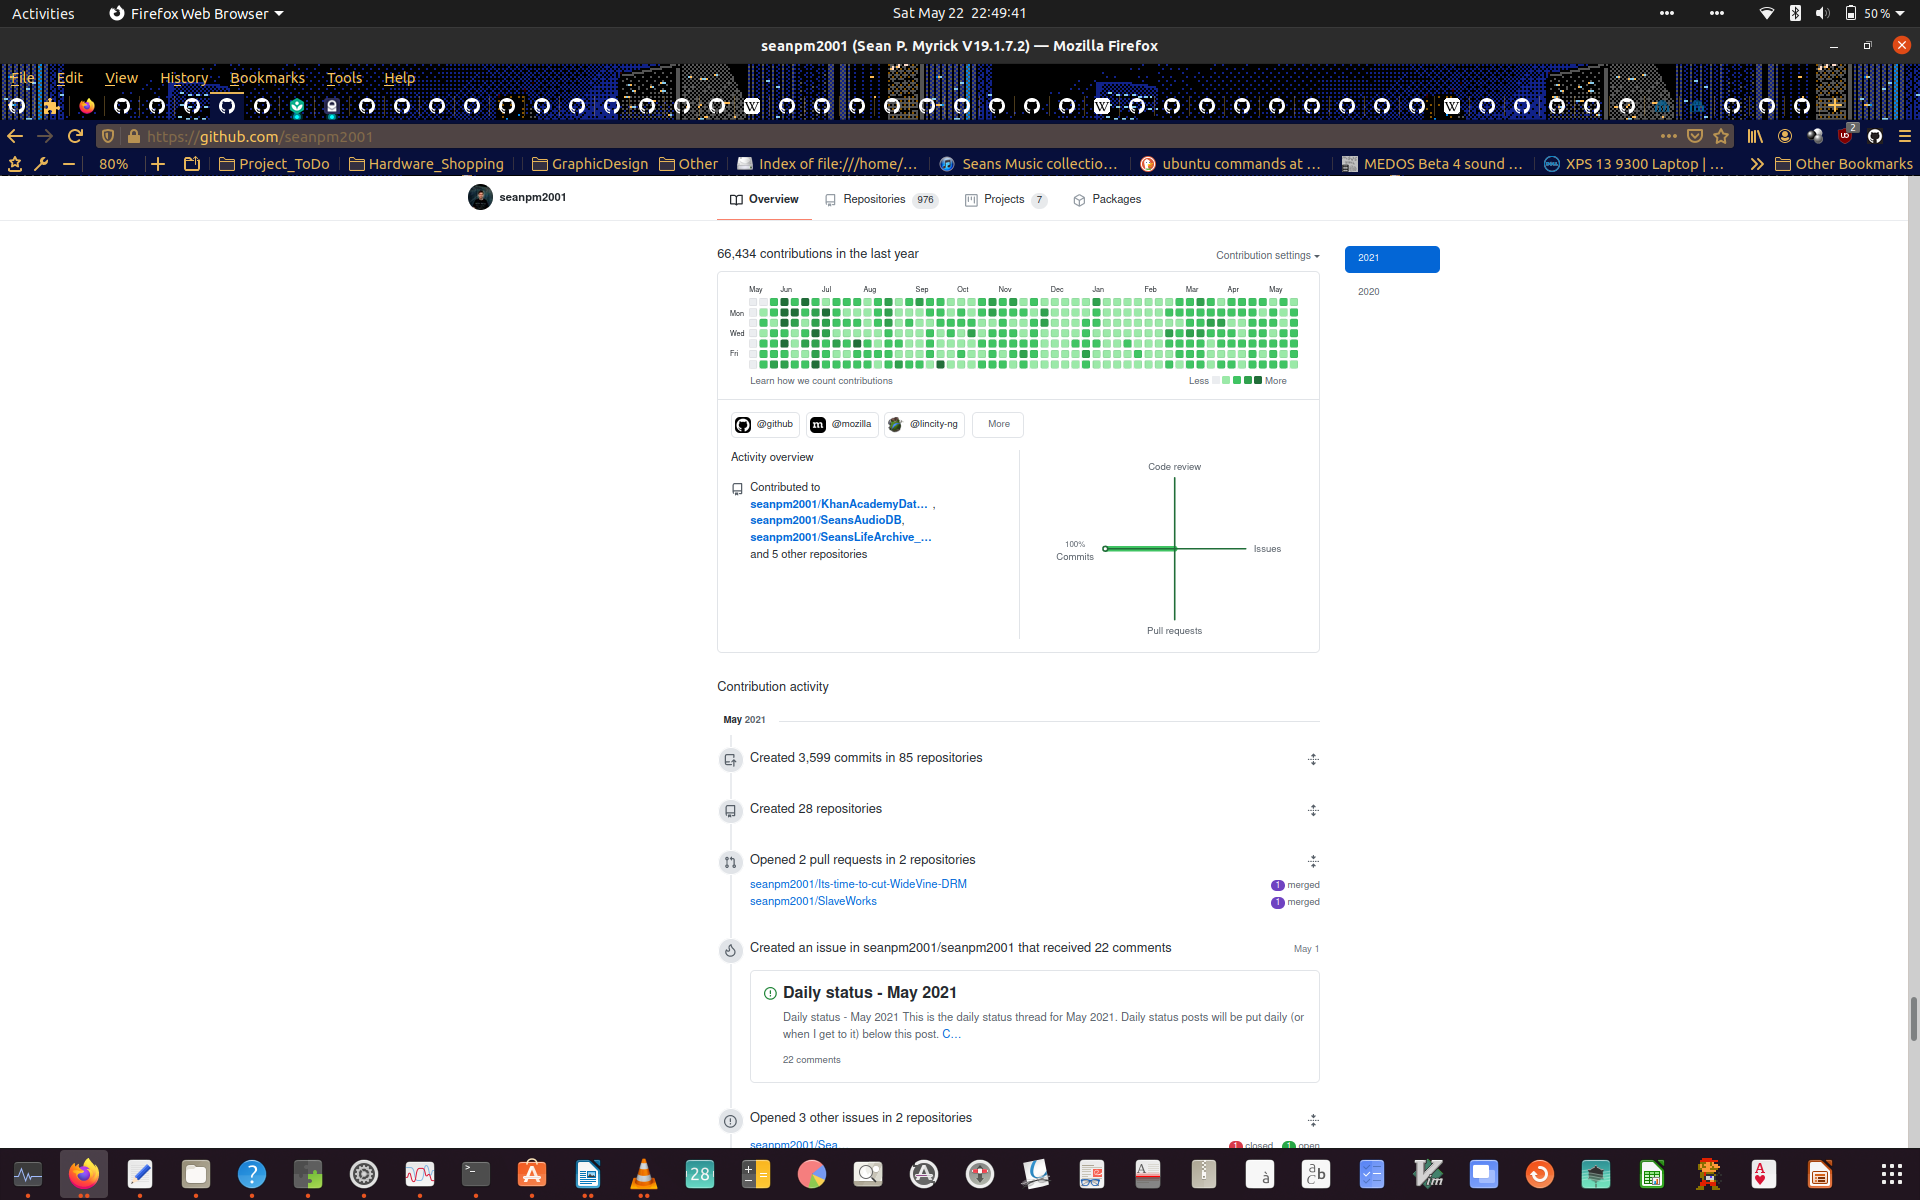 Activities
Firefox Web Browser
Sat May 22 22:49:41
50 %
seanpm2001 (Sean P. Myrick V19.1.7.2) — Mozilla Firefox
File Edit View History Bookmarks Tools Help
https://github.com/seanpm2001
2
80%
Project_ToDo
Hardware_Shopping
GraphicDesign
Other
Index of file:///home/...
Seans Music collectio...
ubuntu commands at ...
MEDOS Beta 4 sound ...
XPS 13 9300 Laptop | ...
Other Bookmarks
seanpm2001
Overview
Repositories 976
Projects 7
Packages
66,434 contributions in the last year
Contribution settings
2021
2020
May Jun Jul Aug Sep Oct Nov Dec Jan Feb Mar Apr May
Mon
Wed
Fri
Learn how we count contributions
Less More
@github
@mozilla
@lincity-ng
More
Activity overview
Contributed to
seanpm2001/KhanAcademyDat… ,
seanpm2001/SeansAudioDB,
seanpm2001/SeansLifeArchive_…
and 5 other repositories
Code review
100%
Commits
Issues
Pull requests
Contribution activity
May 2021
Created 3,599 commits in 85 repositories
Created 28 repositories
Opened 2 pull requests in 2 repositories
seanpm2001/Its-time-to-cut-WideVine-DRM
1 merged
seanpm2001/SlaveWorks
1 merged
Created an issue in seanpm2001/seanpm2001 that received 22 comments
May 1
Daily status - May 2021
Daily status - May 2021 This is the daily status thread for May 2021. Daily status posts will be put daily (or
when I get to it) below this post. C…
22 comments
Opened 3 other issues in 2 repositories
seanpm2001/Sea
1 closed 1 open
28